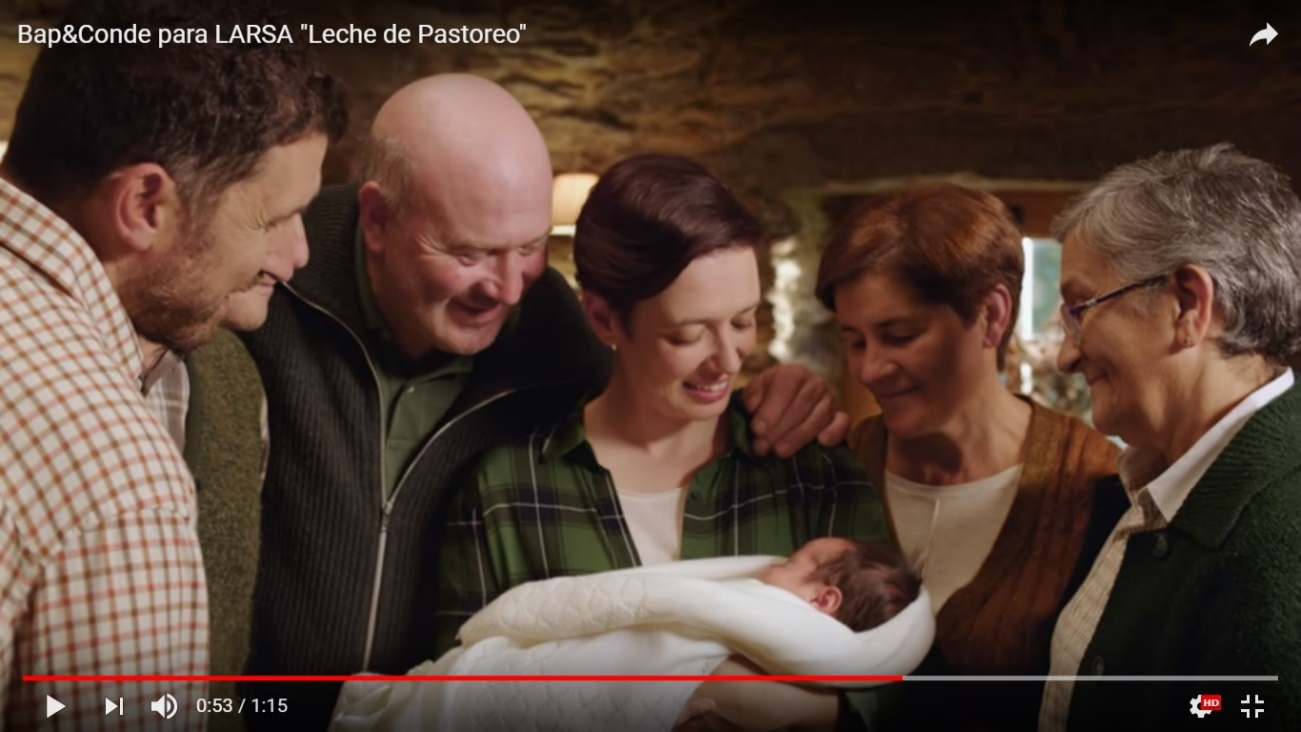 Bap&Conde para LARSA "Leche de Pastoreo"
0:53 / 1:15
HD